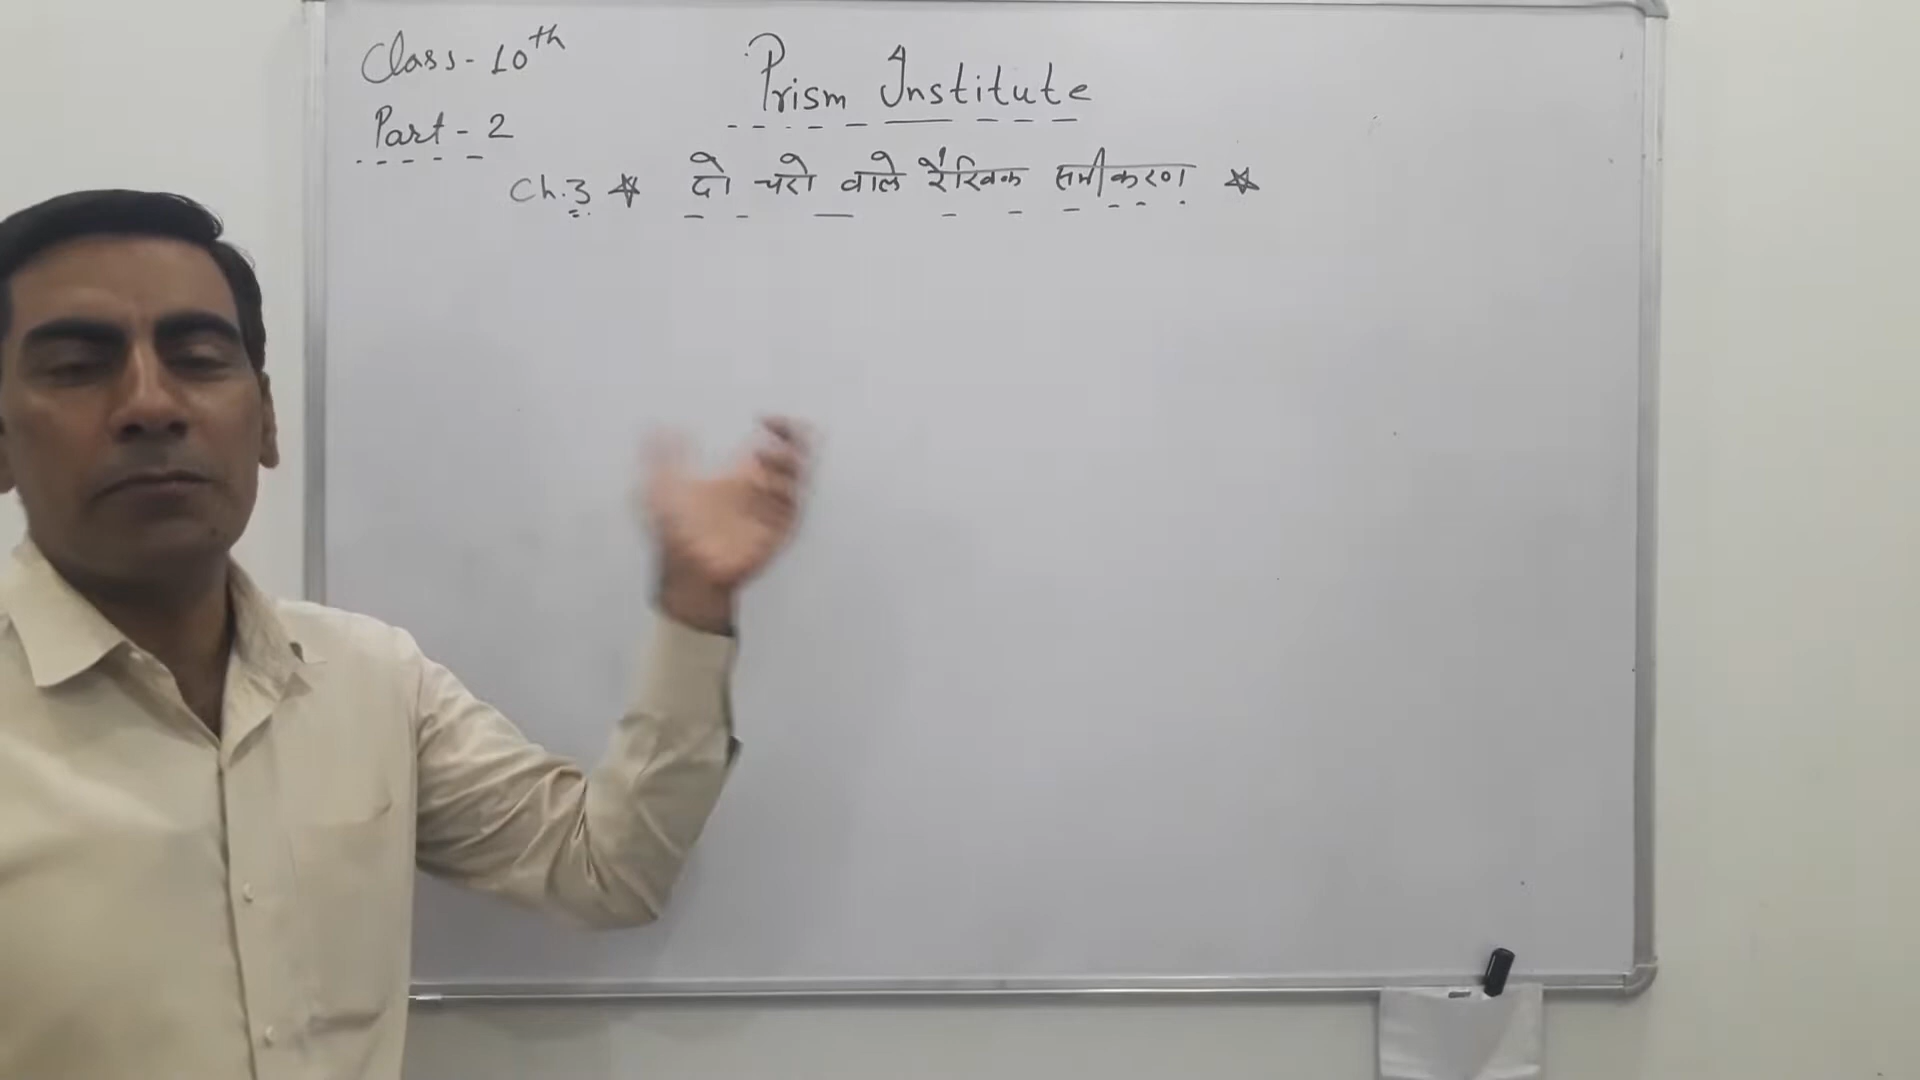 Class - 10th
Prism Institute
Part - 2
Ch. 3 ☆ दो चरो वाले रैखिक समीकरण ☆